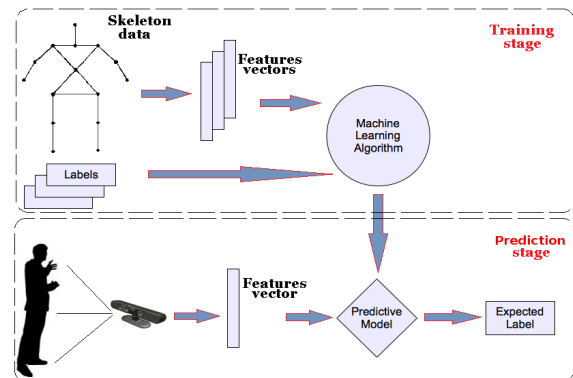 Skeleton
data
Training
stage
Features
vectors
Machine
Learning
Algorithm
Labels
Prediction
stage
Features
vector
Predictive
Model
Expected
Label